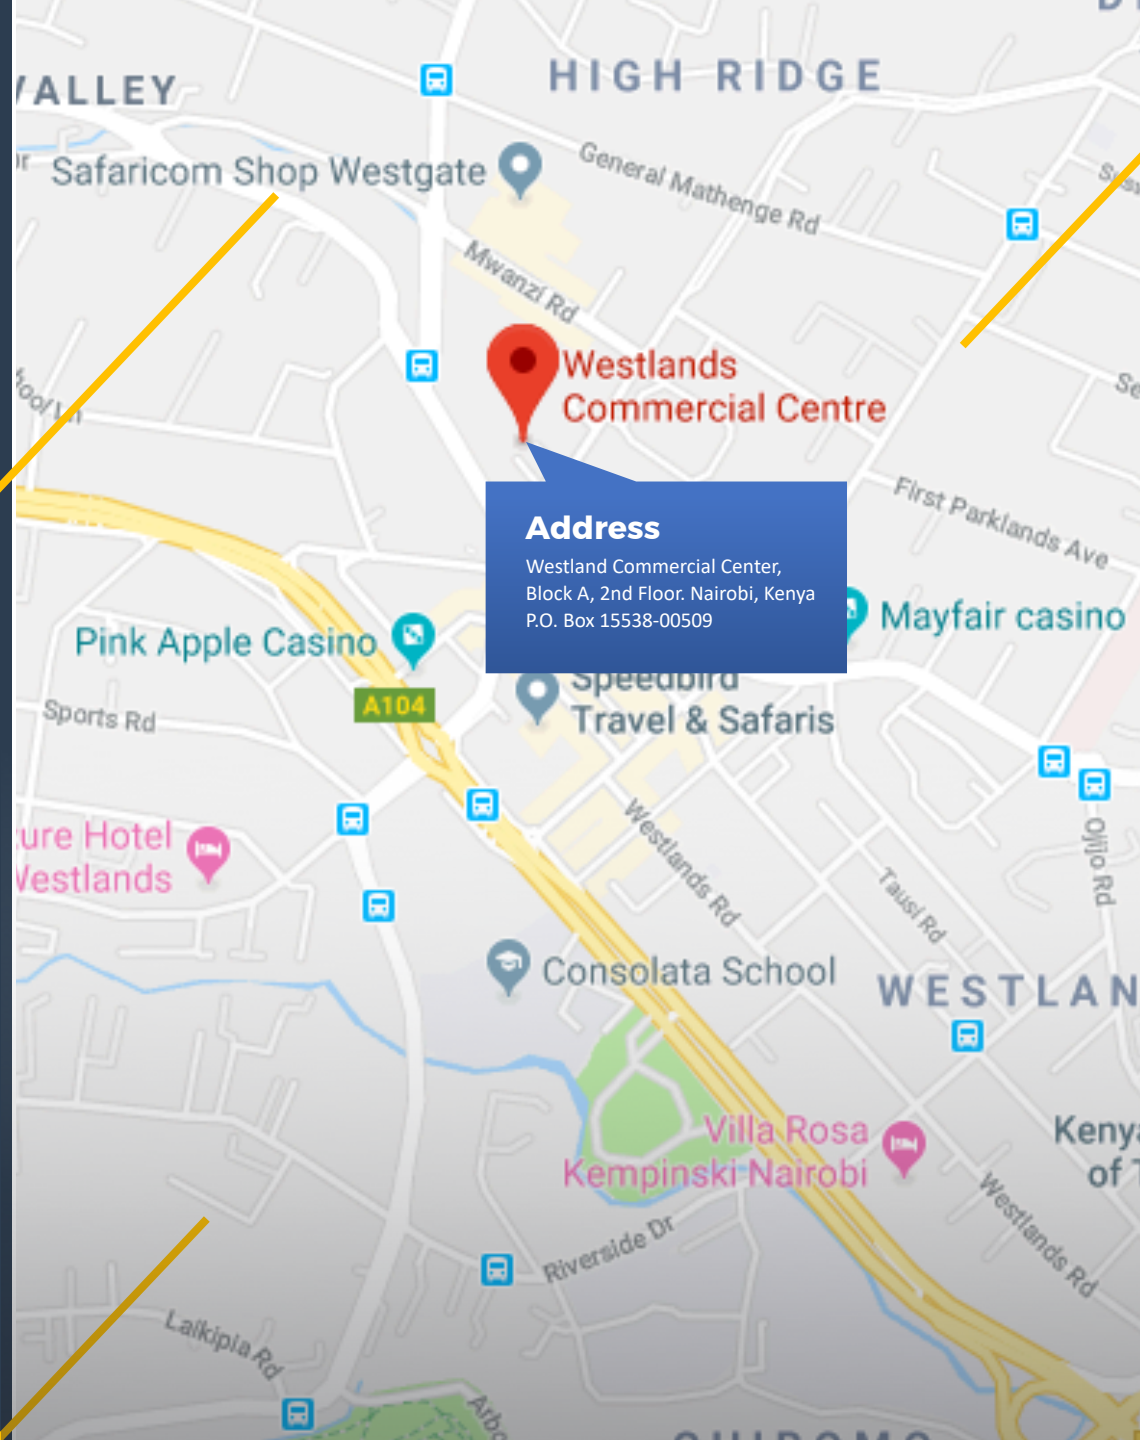 HIGH RIDGE
VALLEY
Safaricom Shop Westgate
General Mathenge Rd
Mwanzi Rd
Westlands
Commercial Centre
First Parklands Ave
Address
Westland Commercial Center,
Block A, 2nd Floor. Nairobi, Kenya
P.O. Box 15538-00509
Mayfair casino
Pink Apple Casino
Speedbird
Travel & Safaris
A104
Sports Rd
Westlands Rd
Ojijo Rd
ure Hotel
Westlands
Tausi Rd
Consolata School
WESTLAN
Villa Rosa
Kempinski Nairobi
Keny
of T
Westlands Rd
Riverside Dr
Laikipia Rd
Arbo
CHIROMO